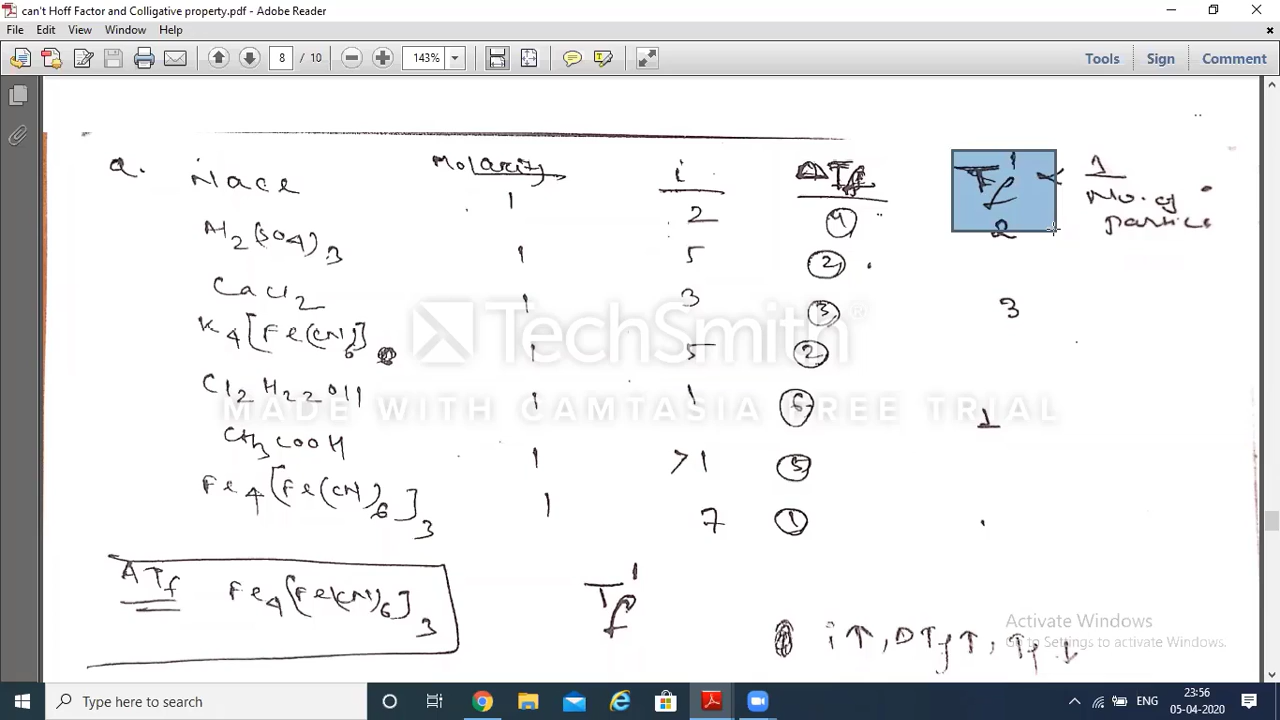 can't Hoff Factor and Colligative property.pdf - Adobe Reader
File Edit View Window Help
8 / 10 143% Tools Sign Comment
Q. Nacl Molarity i ΔTf Tf' ∝ 1
1 2 4 No. of
particle
2
Al2(SO4)3 1 5 2
CaCl2 1 3 3 3
K4[Fe(CN)6] 1 5 2
C12H22O11 1 1 6 1
CH3COOH 1 >1 5
Fe4[Fe(CN)6]3 1 7 1
TechSmith
MADE WITH CAMTASIA FREE TRIAL
ΔTf Fe4[Fe(CN)6]3 Tf'
i↑, DTf↑, Tf↓
Activate Windows
Go to Settings to activate Windows.
Type here to search
ENG 23:56
05-04-2020